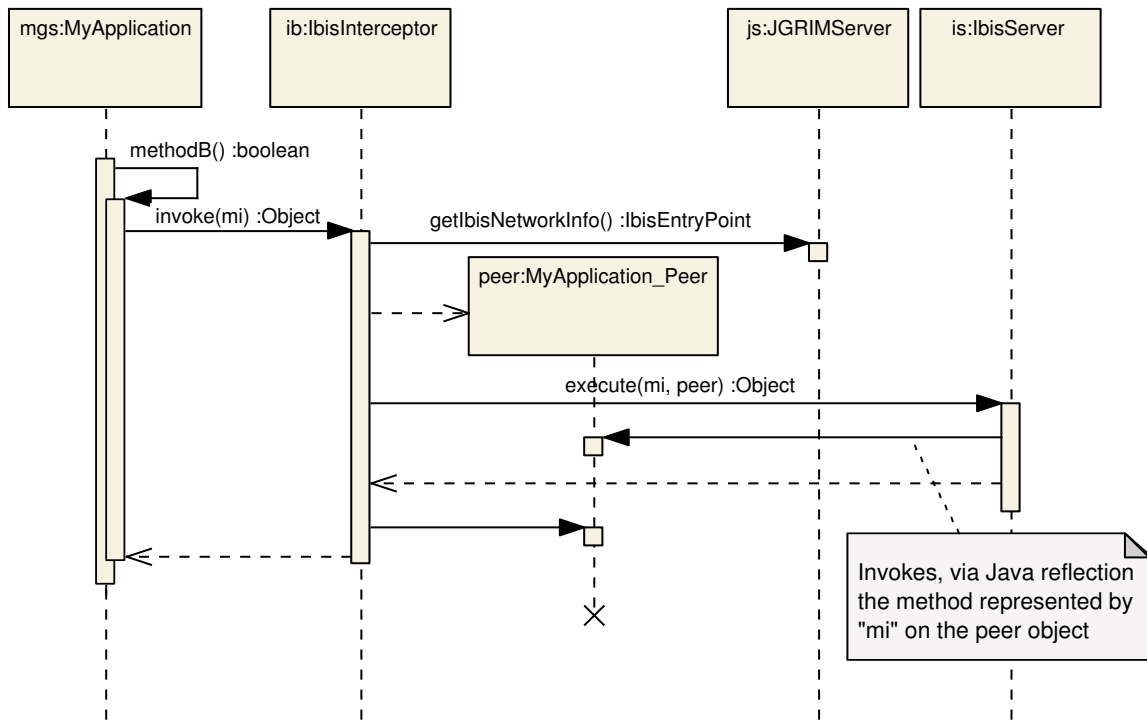 mgs:MyApplication
ib:IbisInterceptor
js:JGRIMServer
is:IbisServer
methodB() :boolean
invoke(mi) :Object
getIbisNetworkInfo() :IbisEntryPoint
peer:MyApplication_Peer
execute(mi, peer) :Object
Invokes, via Java reflection
the method represented by
"mi" on the peer object